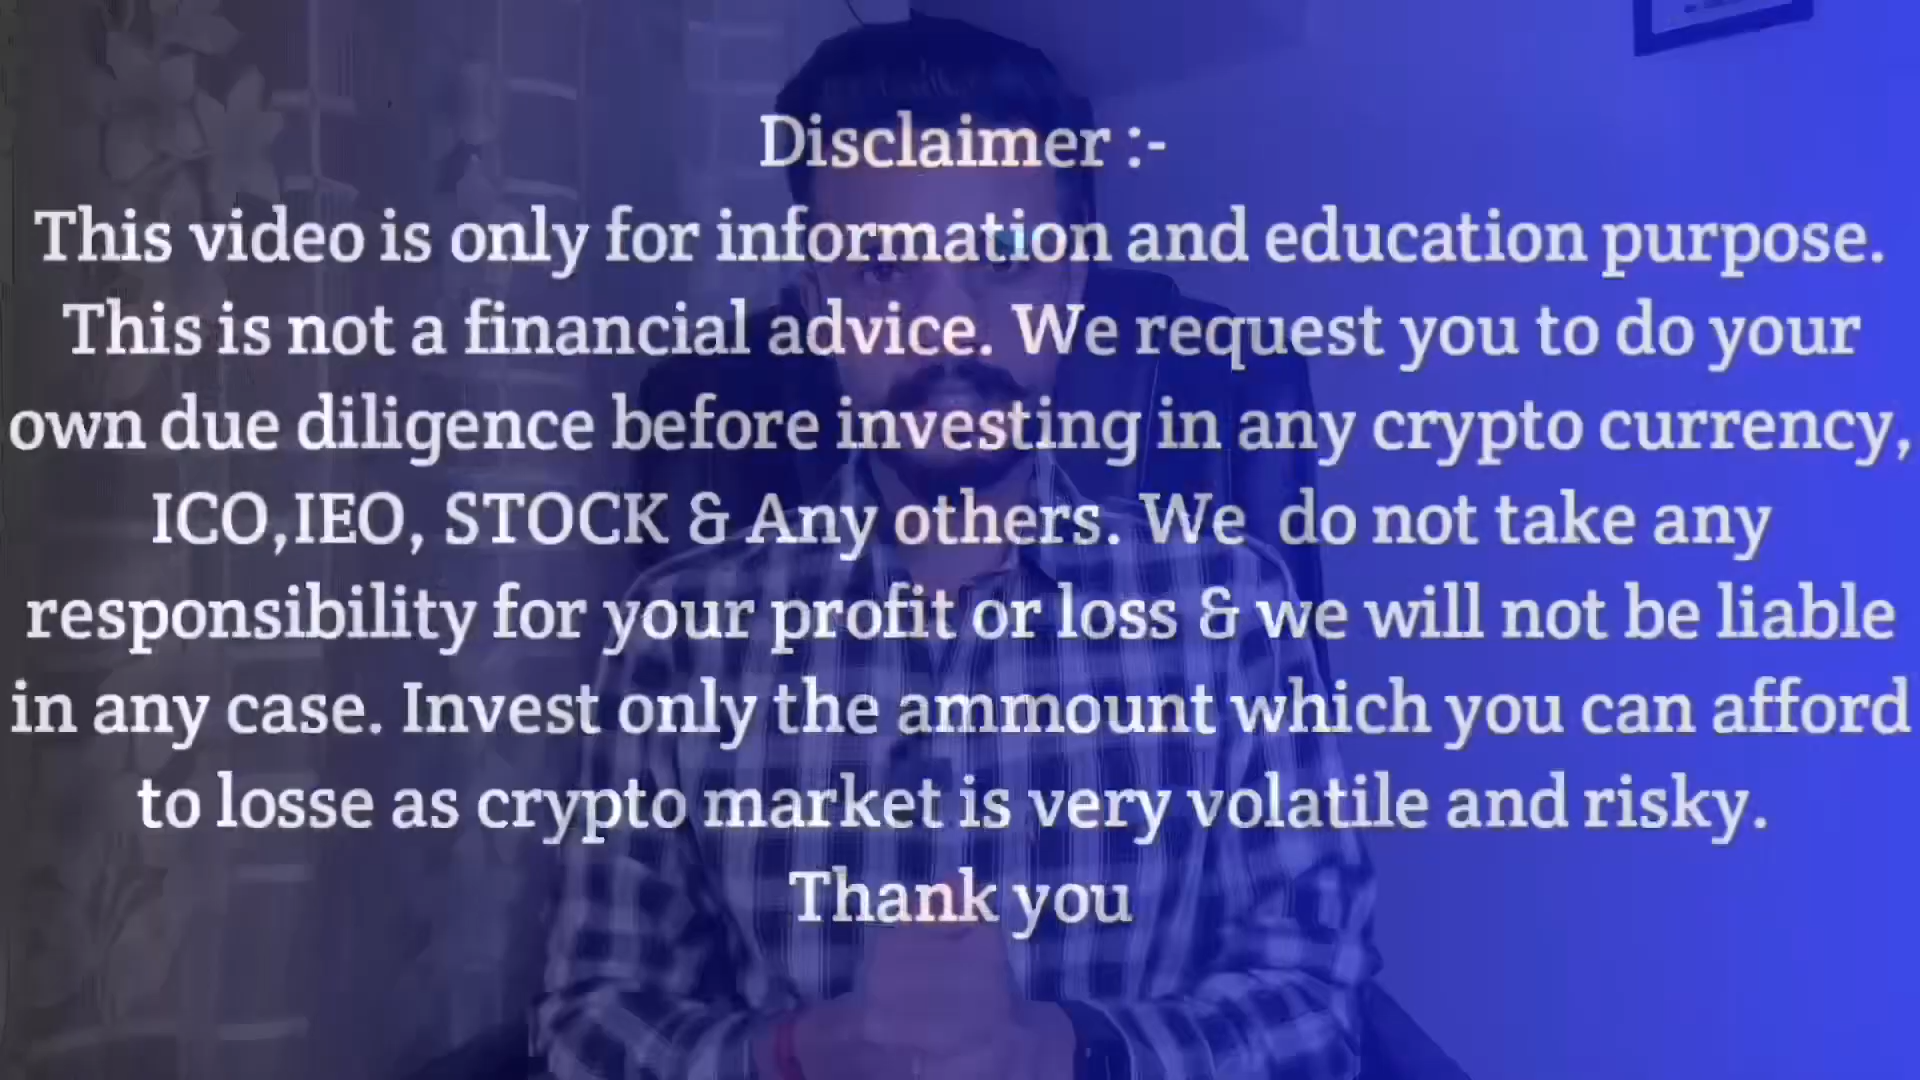 Disclaimer :-
This video is only for information and education purpose.
This is not a financial advice. We request you to do your
own due diligence before investing in any crypto currency,
ICO,IEO, STOCK & Any others. We do not take any
responsibility for your profit or loss & we will not be liable
in any case. Invest only the ammount which you can afford
to losse as crypto market is very volatile and risky.
Thank you